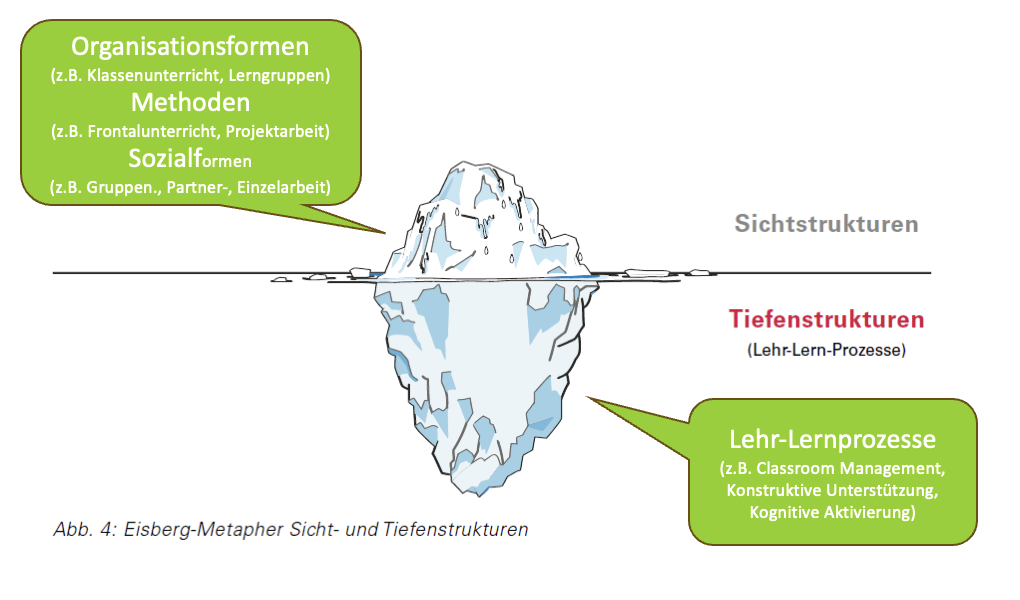 Organisationsformen
(z.B. Klassenunterricht, Lerngruppen)
Methoden
(z.B. Frontalunterricht, Projektarbeit)
Sozialformen
(z.B. Gruppen., Partner-, Einzelarbeit)
Sichtstrukturen
Tiefenstrukturen
(Lehr-Lern-Prozesse)
Lehr-Lernprozesse
(z.B. Classroom Management,
Konstruktive Unterstützung,
Kognitive Aktivierung)
Abb. 4: Eisberg-Metapher Sicht- und Tiefenstrukturen